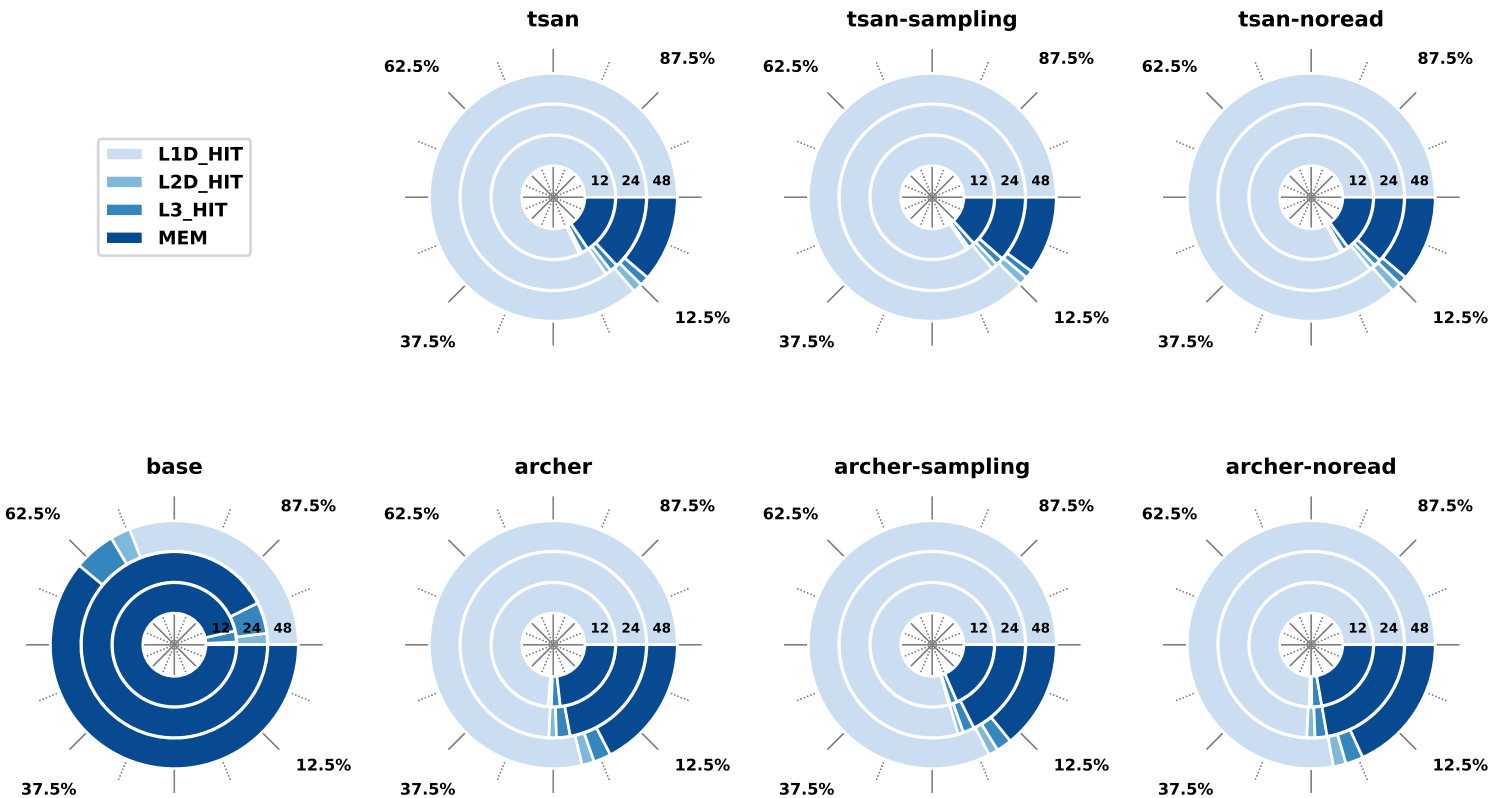 tsan
tsan-sampling
tsan-noread
62.5%
87.5%
62.5%
87.5%
62.5%
87.5%
L1D_HIT
L2D_HIT
L3_HIT
MEM
12 24 48
12 24 48
12 24 48
37.5%
12.5%
37.5%
12.5%
37.5%
12.5%
base
archer
archer-sampling
archer-noread
62.5%
87.5%
62.5%
87.5%
62.5%
87.5%
62.5%
87.5%
12 24 48
12 24 48
12 24 48
12 24 48
37.5%
12.5%
37.5%
12.5%
37.5%
12.5%
37.5%
12.5%